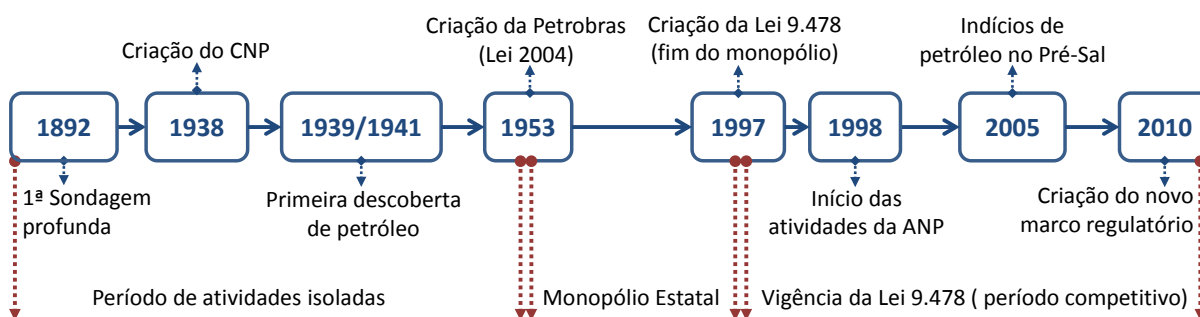 Criação do CNP
Criação da Petrobras
(Lei 2004)
Criação da Lei 9.478
(fim do monopólio)
Indícios de
petróleo no Pré-Sal
1892
1938
1939/1941
1953
1997
1998
2005
2010
1ª Sondagem
profunda
Primeira descoberta
de petróleo
Início das
atividades da ANP
Criação do novo
marco regulatório
Período de atividades isoladas
Monopólio Estatal
Vigência da Lei 9.478 ( período competitivo)